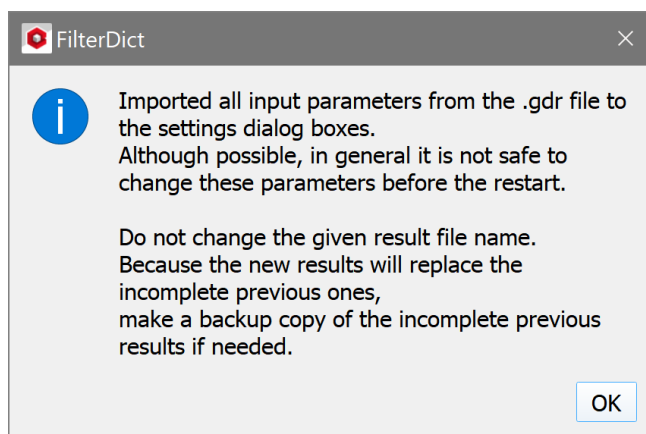 FilterDict
Imported all input parameters from the .gdr file to
the settings dialog boxes.
Although possible, in general it is not safe to
change these parameters before the restart.
Do not change the given result file name.
Because the new results will replace the
incomplete previous ones,
make a backup copy of the incomplete previous
results if needed.
OK